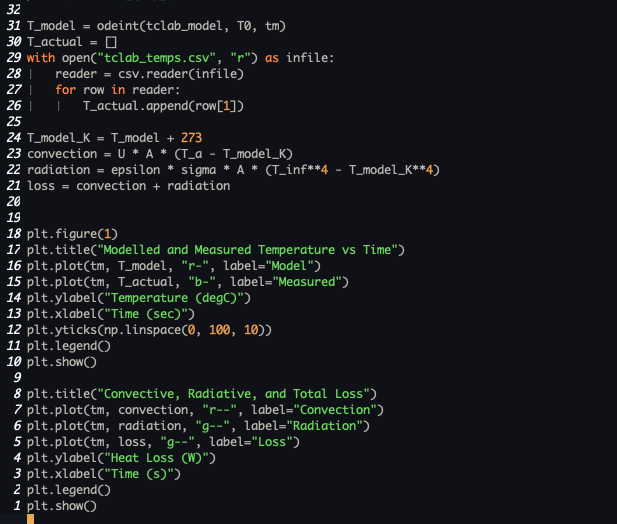 32
31 T_model = odeint(tclab_model, T0, tm)
30 T_actual = []
29 with open("tclab_temps.csv", "r") as infile:
28 |   reader = csv.reader(infile)
27 |   for row in reader:
26 |   |   T_actual.append(row[1])
25
24 T_model_K = T_model + 273
23 convection = U * A * (T_a - T_model_K)
22 radiation = epsilon * sigma * A * (T_inf**4 - T_model_K**4)
21 loss = convection + radiation
20
19
18 plt.figure(1)
17 plt.title("Modelled and Measured Temperature vs Time")
16 plt.plot(tm, T_model, "r-", label="Model")
15 plt.plot(tm, T_actual, "b-", label="Measured")
14 plt.ylabel("Temperature (degC)")
13 plt.xlabel("Time (sec)")
12 plt.yticks(np.linspace(0, 100, 10))
11 plt.legend()
10 plt.show()
9
8 plt.title("Convective, Radiative, and Total Loss")
7 plt.plot(tm, convection, "r--", label="Convection")
6 plt.plot(tm, radiation, "g--", label="Radiation")
5 plt.plot(tm, loss, "g--", label="Loss")
4 plt.ylabel("Heat Loss (W)")
3 plt.xlabel("Time (s)")
2 plt.legend()
1 plt.show()